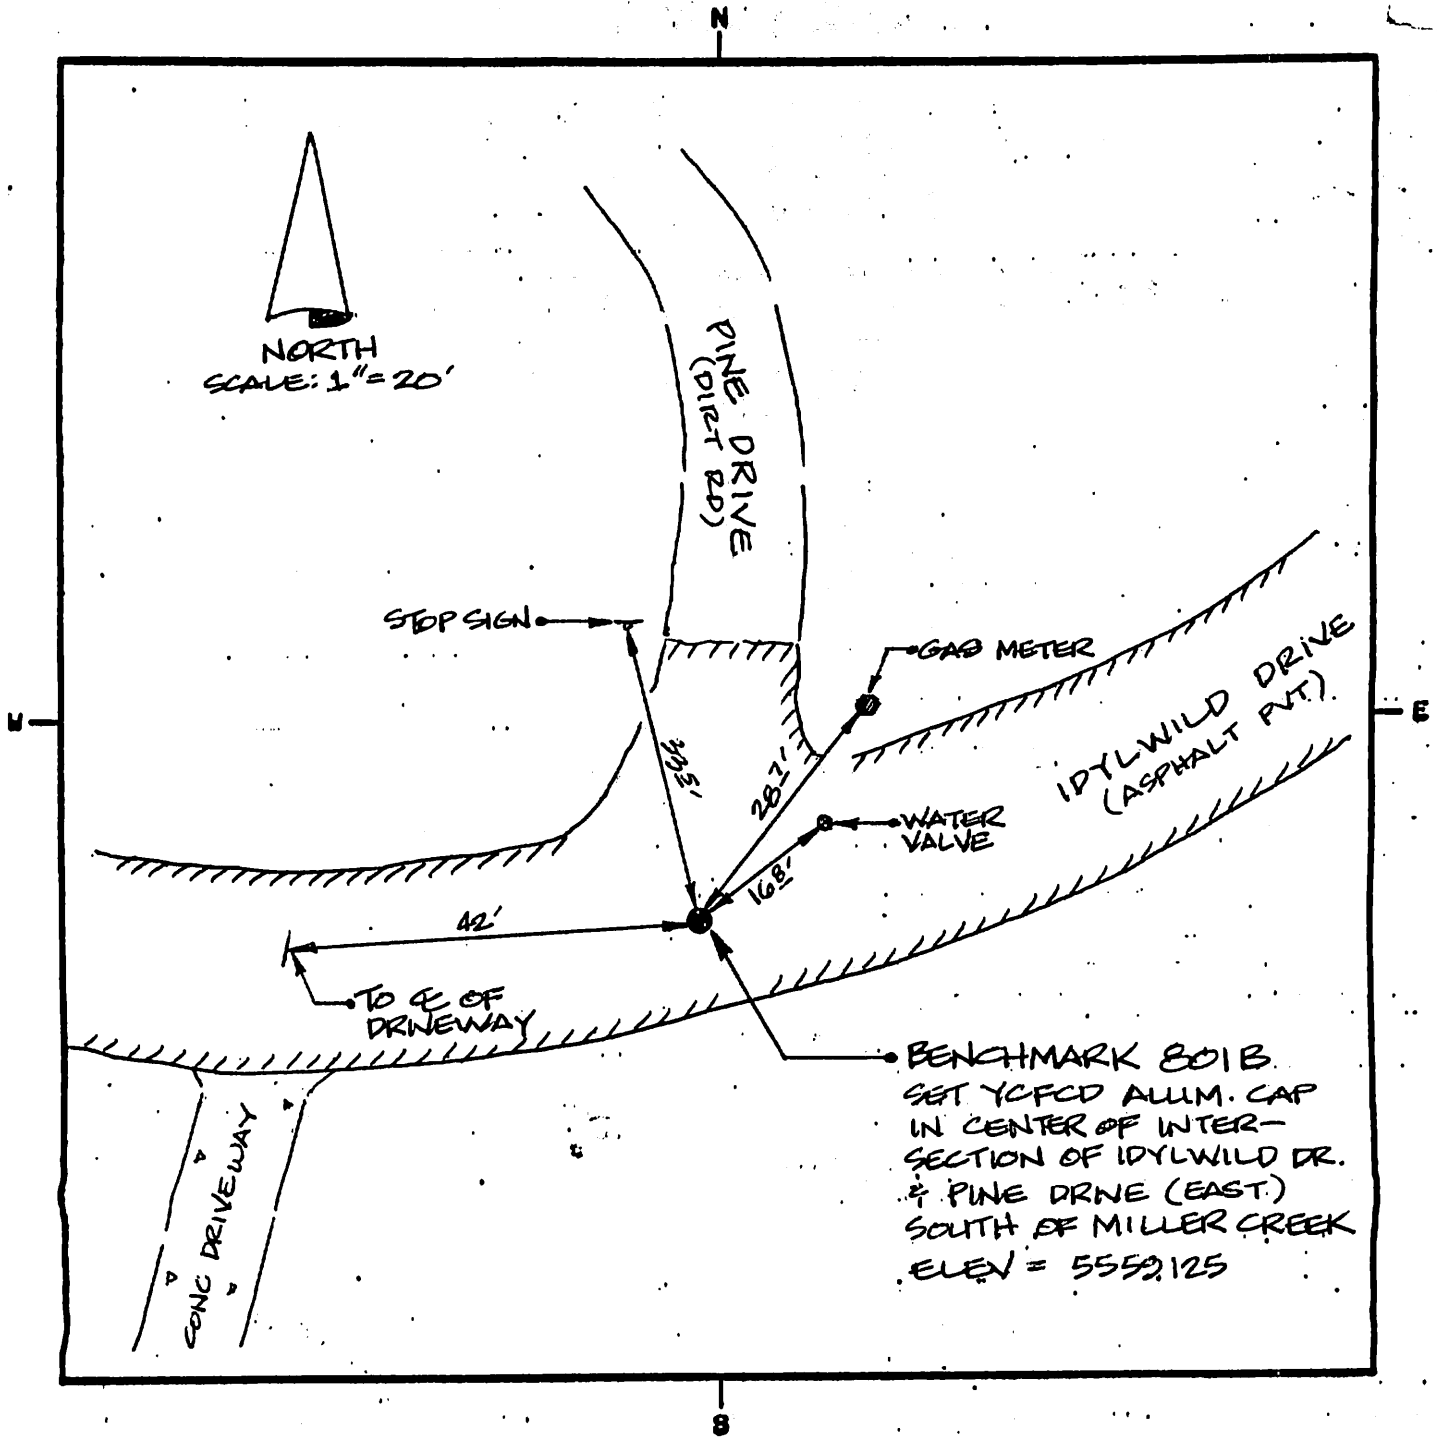 N
NORTH
SCALE: 1" = 20'
PINE DRIVE
(DIRT RD)
STOP SIGN
GAS METER
W
E
IDYLWILD DRIVE
(ASPHALT PVT.)
33 5'
28 7'
WATER
VALVE
16 8'
42'
TO ℄ OF
DRIVEWAY
BENCHMARK 801B
SET YCFCD ALUM. CAP
IN CENTER OF INTER-
SECTION OF IDYLWILD DR.
& PINE DRIVE (EAST)
SOUTH OF MILLER CREEK
ELEV = 5559.125
CONC DRIVEWAY
S